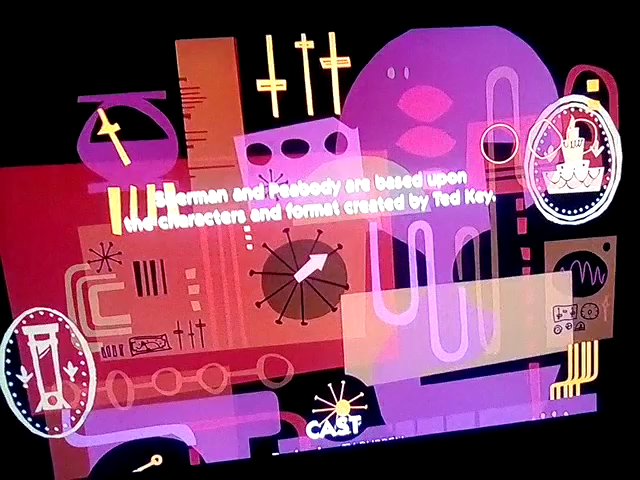 Sherman and Peabody are based upon
the characters and format created by Ted Key.
CAST